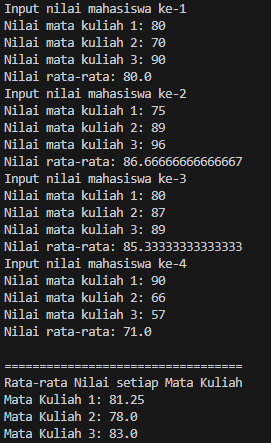 Input nilai mahasiswa ke-1
Nilai mata kuliah 1: 80
Nilai mata kuliah 2: 70
Nilai mata kuliah 3: 90
Nilai rata-rata: 80.0
Input nilai mahasiswa ke-2
Nilai mata kuliah 1: 75
Nilai mata kuliah 2: 89
Nilai mata kuliah 3: 96
Nilai rata-rata: 86.66666666666667
Input nilai mahasiswa ke-3
Nilai mata kuliah 1: 80
Nilai mata kuliah 2: 87
Nilai mata kuliah 3: 89
Nilai rata-rata: 85.33333333333333
Input nilai mahasiswa ke-4
Nilai mata kuliah 1: 90
Nilai mata kuliah 2: 66
Nilai mata kuliah 3: 57
Nilai rata-rata: 71.0
==================================
Rata-rata Nilai setiap Mata Kuliah
Mata Kuliah 1: 81.25
Mata Kuliah 2: 78.0
Mata Kuliah 3: 83.0